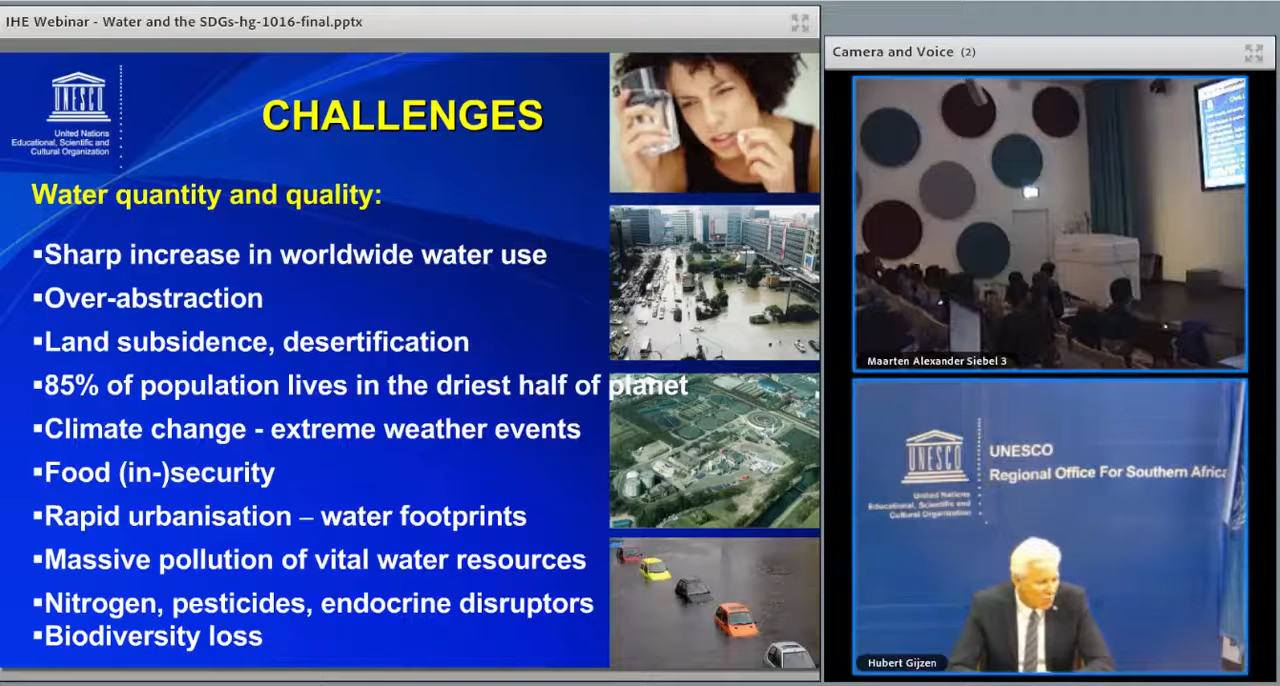 IHE Webinar - Water and the SDGs-hg-1016-final.pptx
UNESCO
United Nations
Educational, Scientific and
Cultural Organization
CHALLENGES
Water quantity and quality:
▪Sharp increase in worldwide water use
▪Over-abstraction
▪Land subsidence, desertification
▪85% of population lives in the driest half of planet
▪Climate change - extreme weather events
▪Food (in-)security
▪Rapid urbanisation – water footprints
▪Massive pollution of vital water resources
▪Nitrogen, pesticides, endocrine disruptors
▪Biodiversity loss
Camera and Voice (2)
Maarten Alexander Siebel 3
UNESCO
United Nations
Educational, Scientific and
Cultural Organization
UNESCO
Regional Office For Southern Africa
Hubert Gijzen